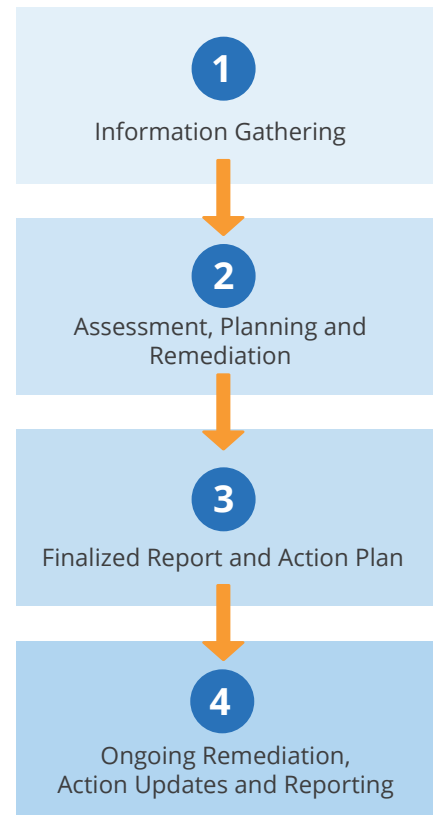 1
Information Gathering
2
Assessment, Planning and
Remediation
3
Finalized Report and Action Plan
4
Ongoing Remediation,
Action Updates and Reporting